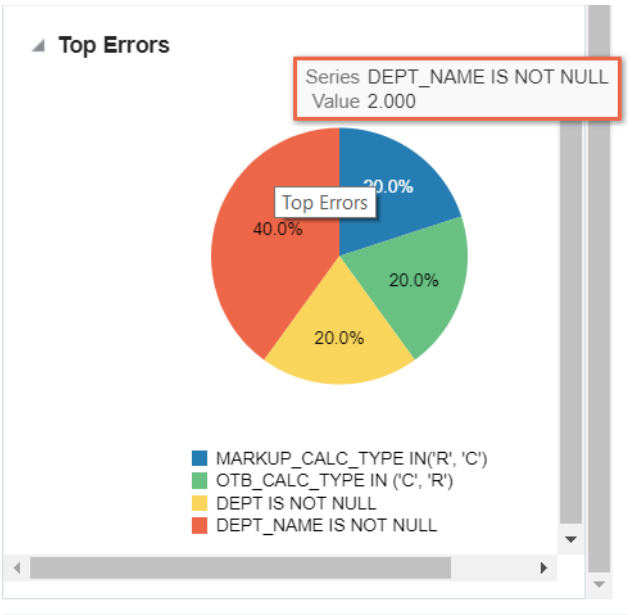 Top Errors
Series DEPT_NAME IS NOT NULL
Value 2.000
20.0%
Top Errors
40.0%
20.0%
20.0%
MARKUP_CALC_TYPE IN('R', 'C')
OTB_CALC_TYPE IN ('C', 'R')
DEPT IS NOT NULL
DEPT_NAME IS NOT NULL